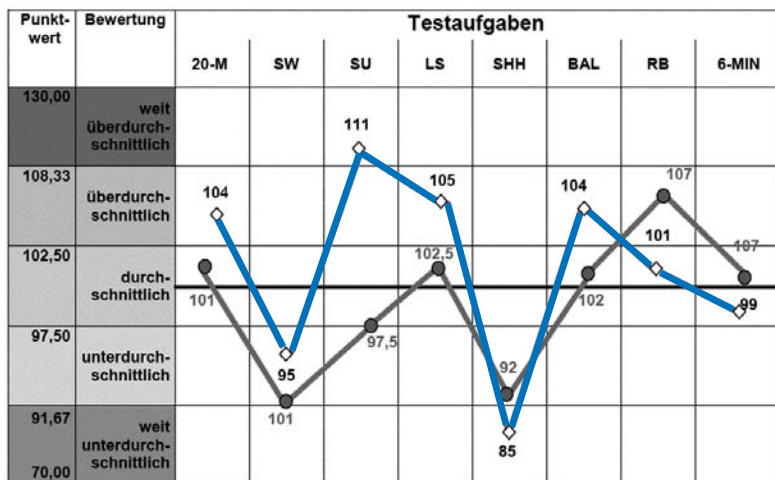 Punkt-
wert
Bewertung
Testaufgaben
20-M SW SU LS SHH BAL RB 6-MIN
130,00
weit
überdurch-
schnittlich
108,33
überdurch-
schnittlich
102,50
durch-
schnittlich
97,50
unterdurch-
schnittlich
91,67
weit
unterdurch-
schnittlich
70,00
104
95
111
105
85
104
101
99
101
101
97,5
102,5
92
102
107
107